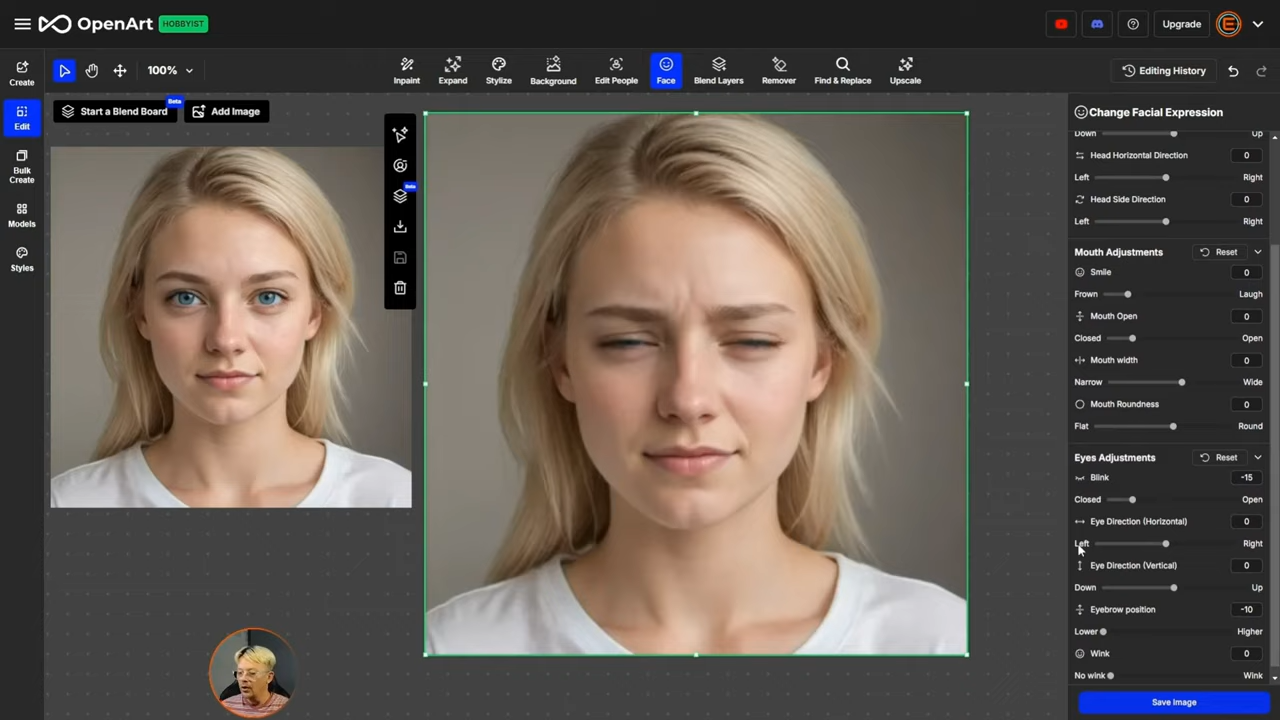 OpenArt HOBBYIST
Upgrade
Create
Edit
Bulk
Create
Models
Styles
100%
Inpaint
Expand
Stylize
Background
Edit People
Face
Blend Layers
Remover
Find & Replace
Upscale
Editing History
Start a Blend Board
Beta
Add Image
Beta
Change Facial Expression
Down Up
Head Horizontal Direction 0
Left Right
Head Side Direction 0
Left Right
Mouth Adjustments Reset
Smile 0
Frown Laugh
Mouth Open 0
Closed Open
Mouth width 0
Narrow Wide
Mouth Roundness 0
Flat Round
Eyes Adjustments Reset
Blink -15
Closed Open
Eye Direction (Horizontal) 0
Left Right
Eye Direction (Vertical) 0
Down Up
Eyebrow position -10
Lower Higher
Wink 0
No wink Wink
Save Image